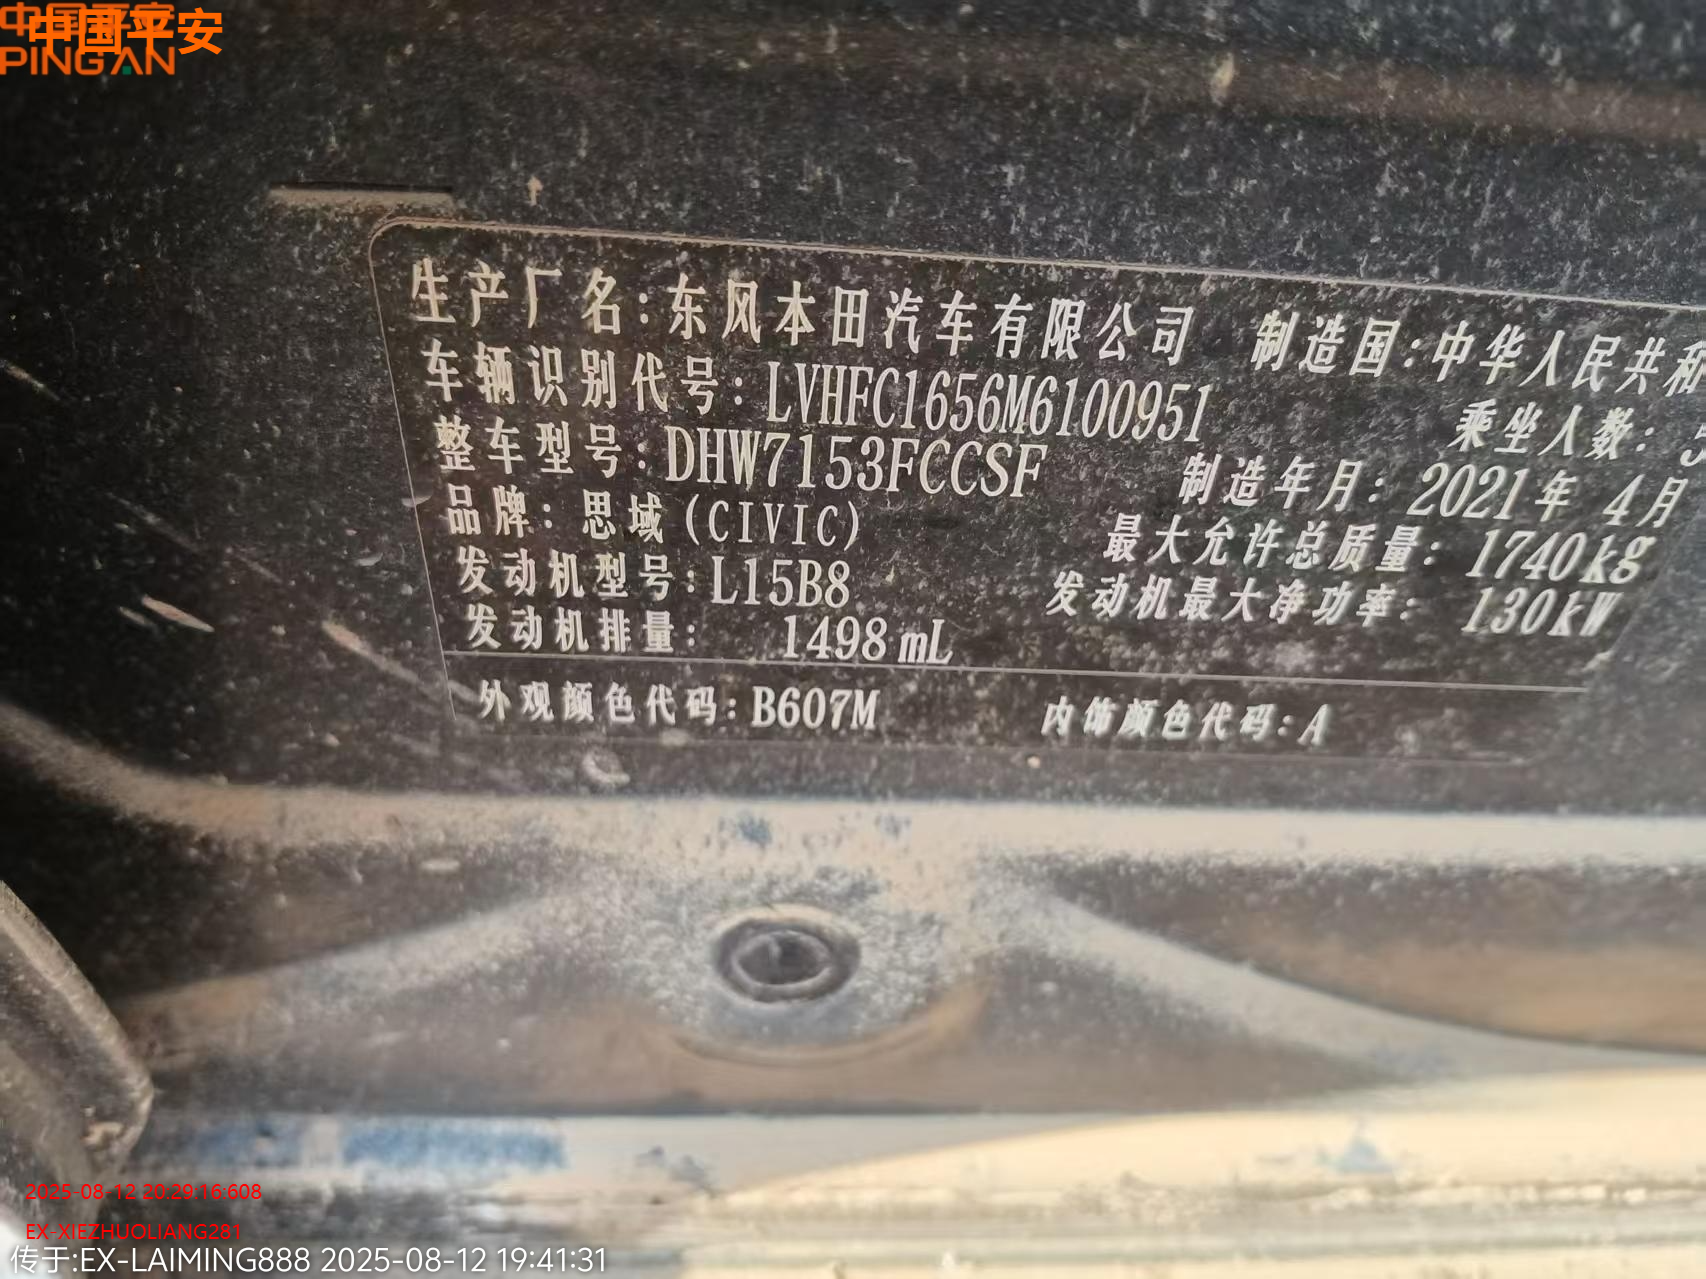 中国平安
中国平安
PINGAN
生产厂名:东风本田汽车有限公司 制造国:中华人民共和
车辆识别代号:LVHFC1656M6100951 乘坐人数:5
整车型号:DHW7153FCCSF 制造年月:2021年 4月
品牌:思域(CIVIC) 最大允许总质量:1740kg
发动机型号:L15B8 发动机最大净功率:130kW
发动机排量: 1498mL
外观颜色代码:B607M 内饰颜色代码:A
2025-08-12 20:29:16:608
EX-XIEZHUOLIANG281
传于:EX-LAIMING888 2025-08-12 19:41:31